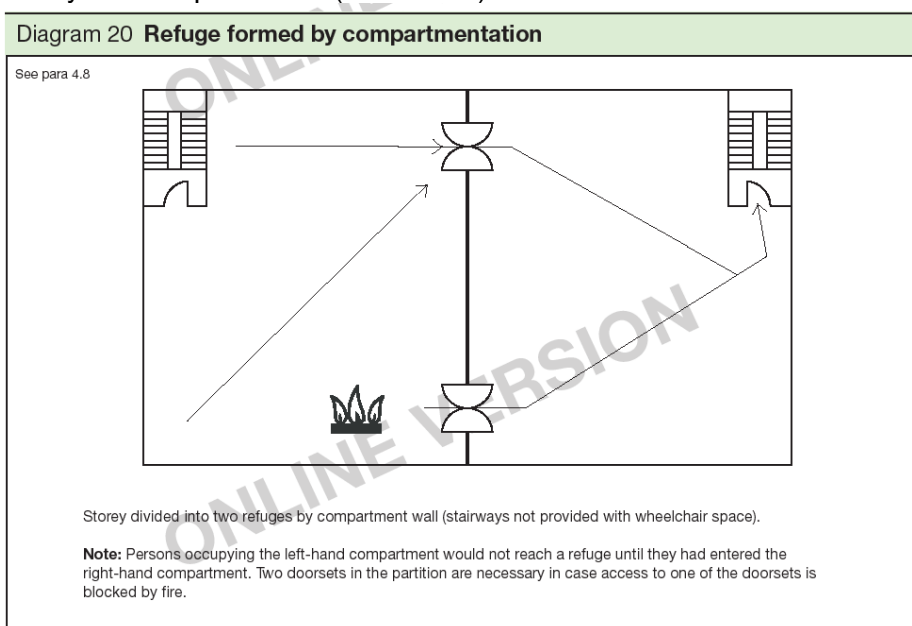 Diagram 20 Refuge formed by compartmentation
See para 4.8
ONLINE VERSION
Storey divided into two refuges by compartment wall (stairways not provided with wheelchair space).
Note: Persons occupying the left-hand compartment would not reach a refuge until they had entered the
right-hand compartment. Two doorsets in the partition are necessary in case access to one of the doorsets is
blocked by fire.